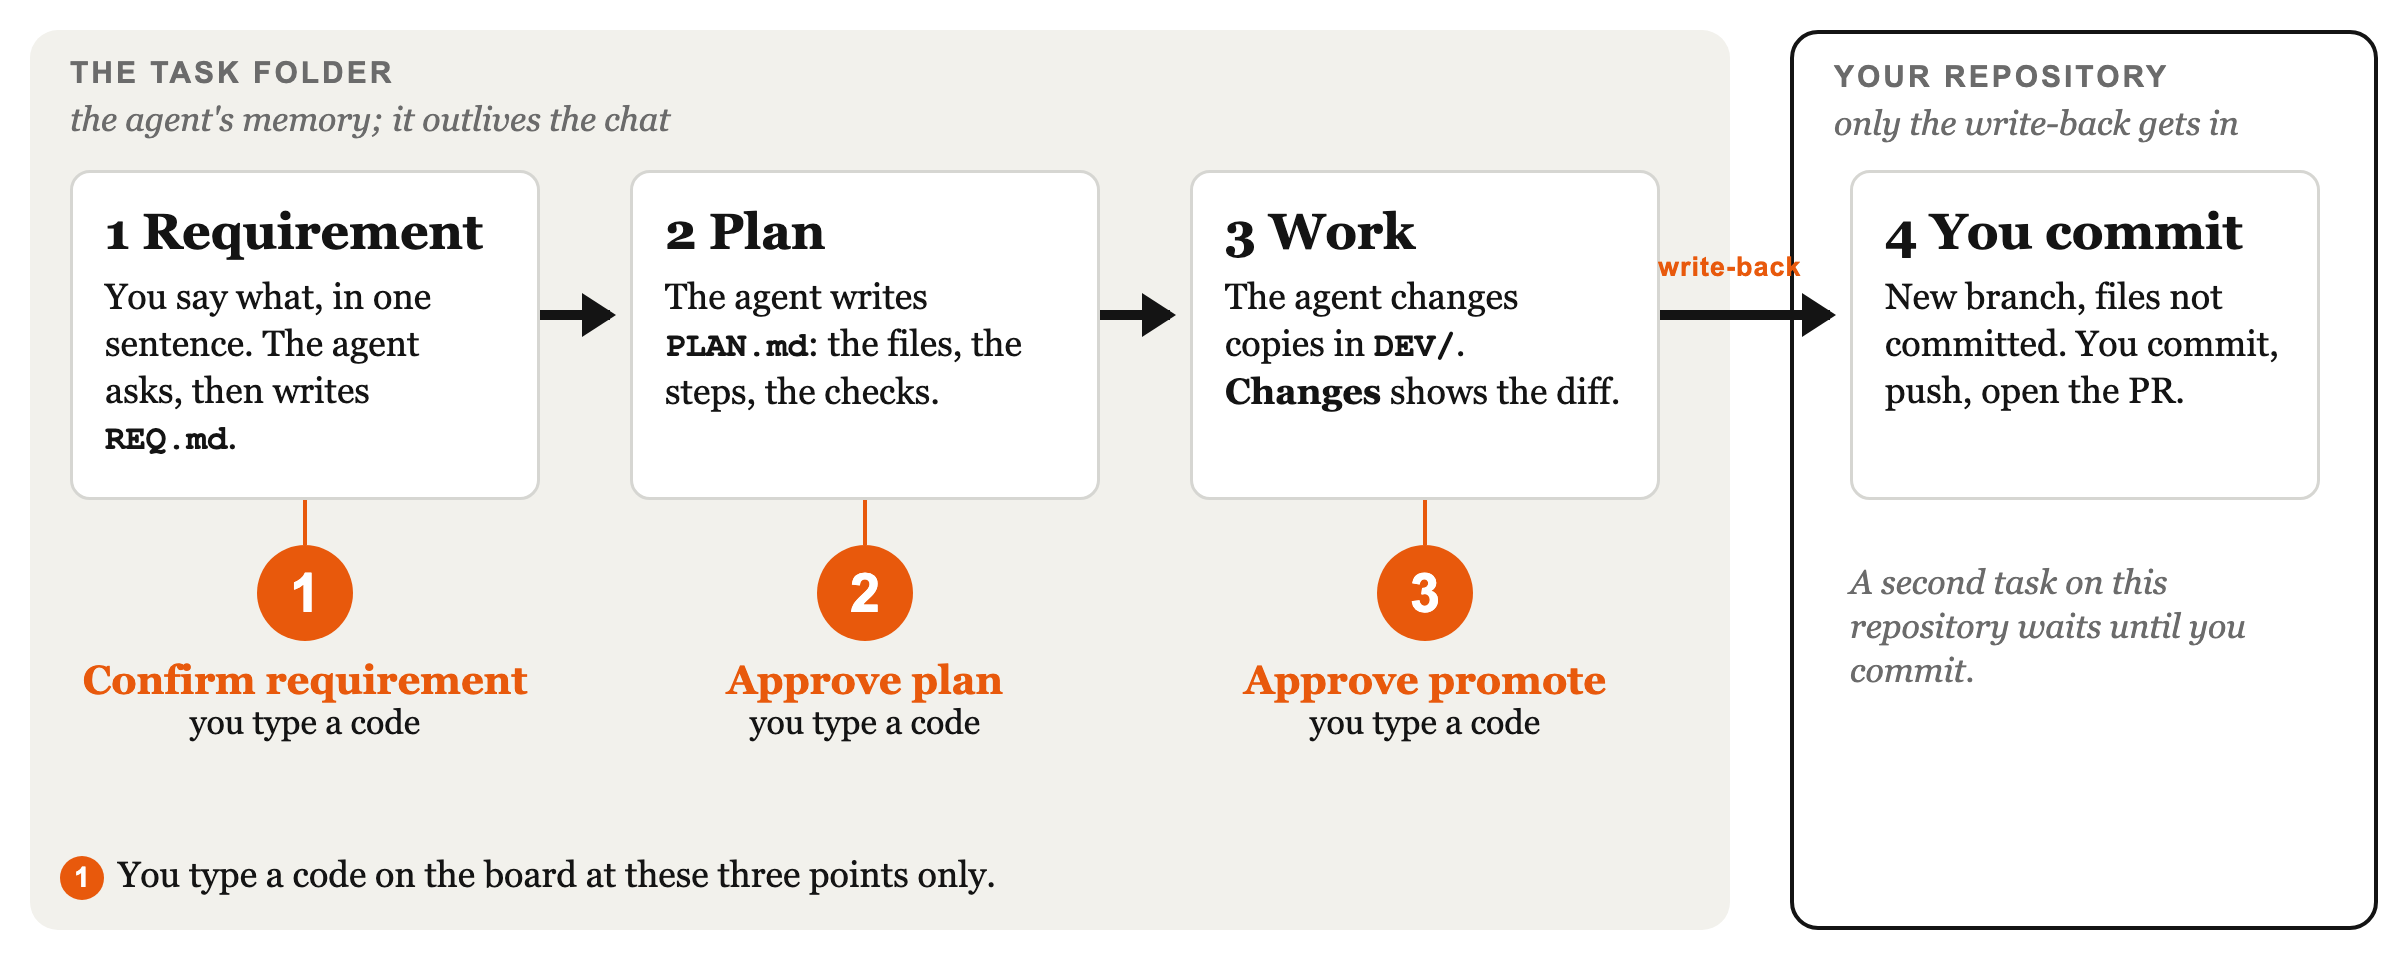 THE TASK FOLDER
the agent's memory; it outlives the chat
1 Requirement
You say what, in one
sentence. The agent
asks, then writes
REQ.md.
2 Plan
The agent writes
PLAN.md: the files, the
steps, the checks.
3 Work
The agent changes
copies in DEV/.
Changes shows the diff.
write-back
YOUR REPOSITORY
only the write-back gets in
4 You commit
New branch, files not
committed. You commit,
push, open the PR.
1
Confirm requirement
you type a code
2
Approve plan
you type a code
3
Approve promote
you type a code
A second task on this
repository waits until you
commit.
1 You type a code on the board at these three points only.